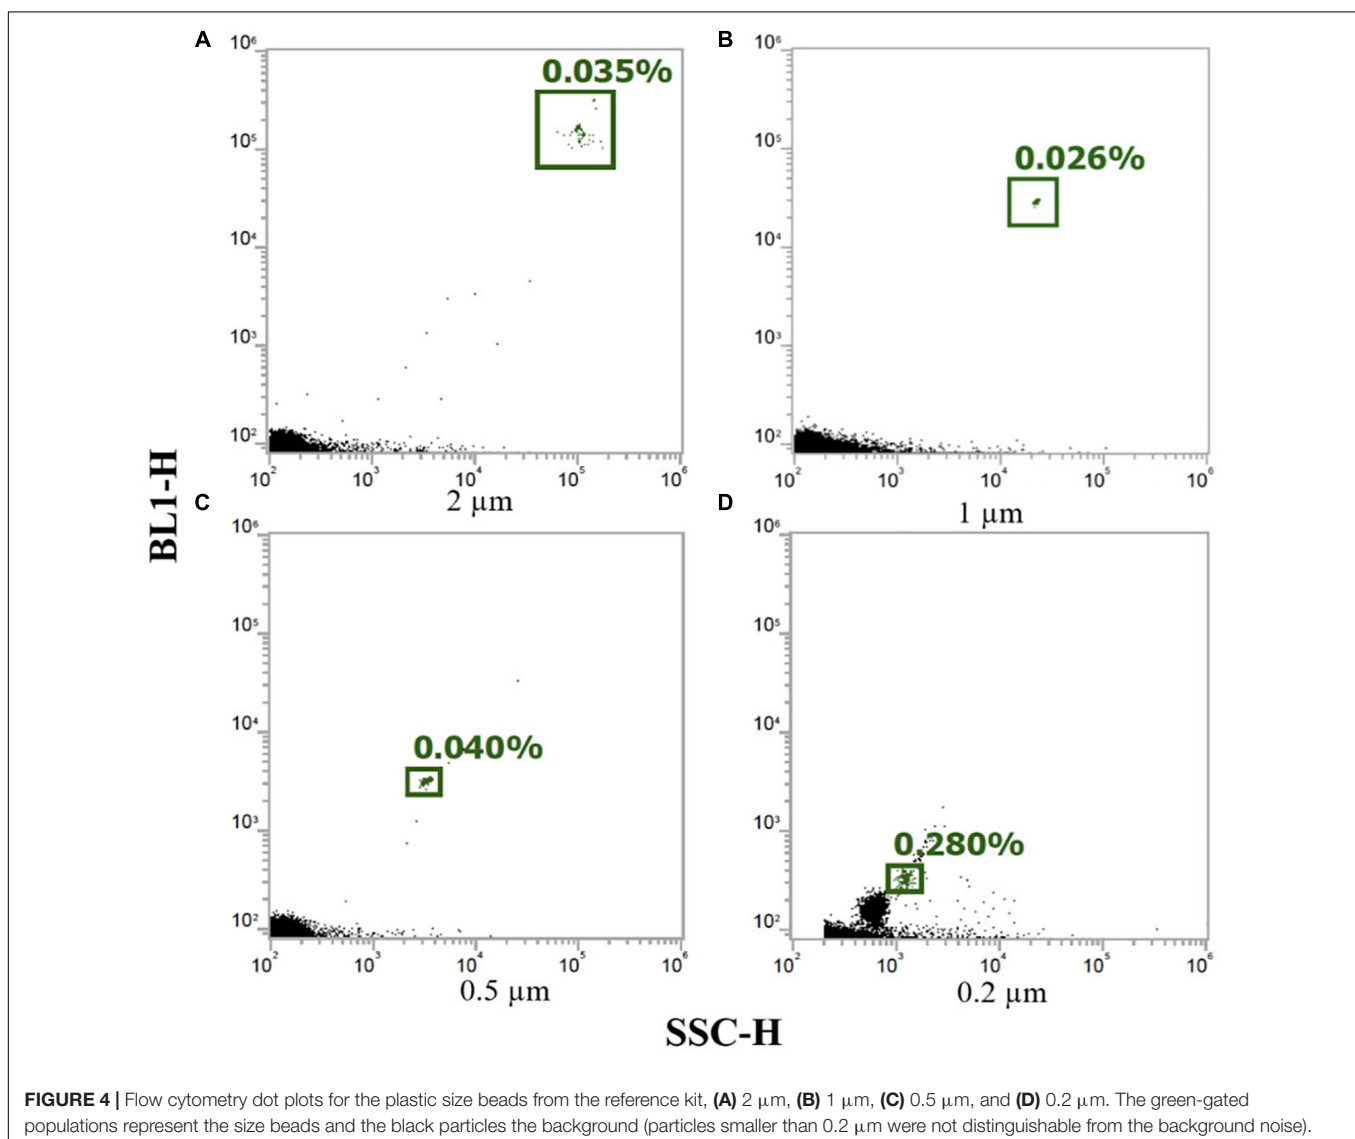 A
10⁶
0.035%
10⁵
10⁴
10³
10²
10² 10³ 10⁴ 10⁵ 10⁶
2 µm
B
10⁶
10⁵
0.026%
10⁴
10³
10²
10² 10³ 10⁴ 10⁵ 10⁶
1 µm
BL1-H
C
10⁶
10⁵
10⁴
0.040%
10³
10²
10² 10³ 10⁴ 10⁵ 10⁶
0.5 µm
D
10⁶
10⁵
10⁴
10³
0.280%
10²
10² 10³ 10⁴ 10⁵ 10⁶
0.2 µm
SSC-H
FIGURE 4 | Flow cytometry dot plots for the plastic size beads from the reference kit, (A) 2 µm, (B) 1 µm, (C) 0.5 µm, and (D) 0.2 µm. The green-gated
populations represent the size beads and the black particles the background (particles smaller than 0.2 µm were not distinguishable from the background noise).